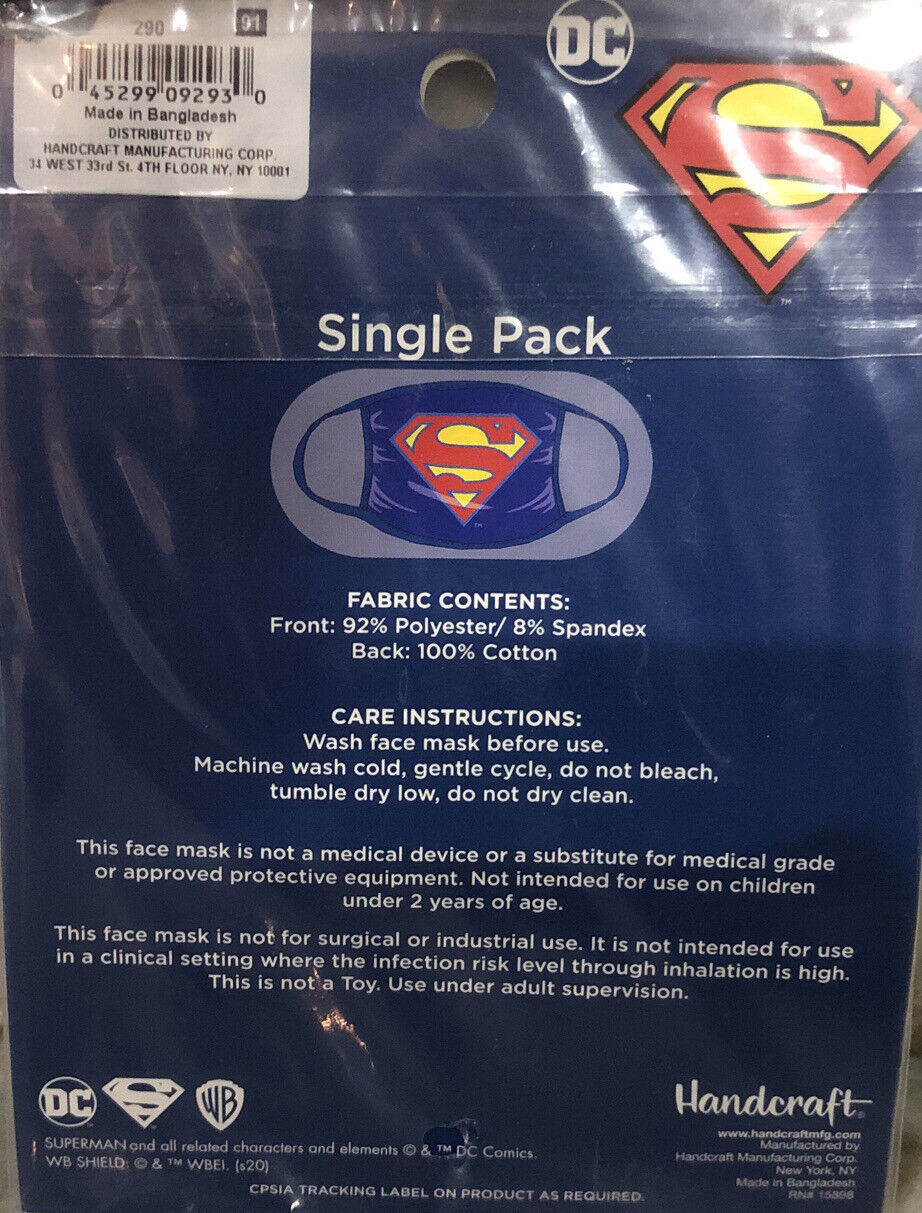 290 91
0 45299 09293 0
Made in Bangladesh
DISTRIBUTED BY
HANDCRAFT MANUFACTURING CORP.
34 WEST 33rd St. 4TH FLOOR NY, NY 10001
DC
S
TM
Single Pack
S
TM
FABRIC CONTENTS:
Front: 92% Polyester/ 8% Spandex
Back: 100% Cotton
CARE INSTRUCTIONS:
Wash face mask before use.
Machine wash cold, gentle cycle, do not bleach,
tumble dry low, do not dry clean.
This face mask is not a medical device or a substitute for medical grade
or approved protective equipment. Not intended for use on children
under 2 years of age.
This face mask is not for surgical or industrial use. It is not intended for use
in a clinical setting where the infection risk level through inhalation is high.
This is not a Toy. Use under adult supervision.
DC S WB
SUPERMAN and all related characters and elements © & ™ DC Comics.
WB SHIELD: © & ™ WBEI. (s20)
CPSIA TRACKING LABEL ON PRODUCT AS REQUIRED.
Handcraft
www.handcraftmfg.com
Manufactured by
Handcraft Manufacturing Corp.
New York, NY
Made in Bangladesh
RN# 15898